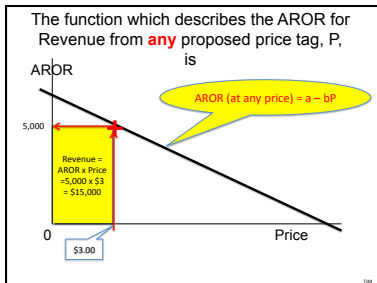 The function which describes the AROR for
Revenue from any proposed price tag, P,
is
AROR
AROR (at any price) = a – bP
5,000
Revenue =
AROR x Price
=5,000 x $3
= $15,000
0
Price
$3.00
TIM